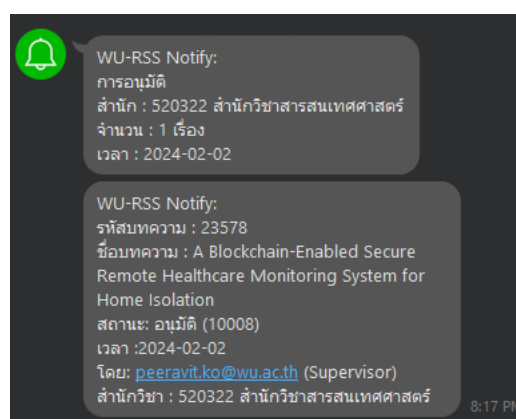 WU-RSS Notify:
การอนุมัติ
สำนัก : 520322 สำนักวิชาสารสนเทศศาสตร์
จำนวน : 1 เรื่อง
เวลา : 2024-02-02
WU-RSS Notify:
รหัสบทความ : 23578
ชื่อบทความ : A Blockchain-Enabled Secure
Remote Healthcare Monitoring System for
Home Isolation
สถานะ: อนุมัติ (10008)
เวลา :2024-02-02
โดย: peeravit.ko@wu.ac.th (Supervisor)
สำนักวิชา : 520322 สำนักวิชาสารสนเทศศาสตร์
8:17 PM